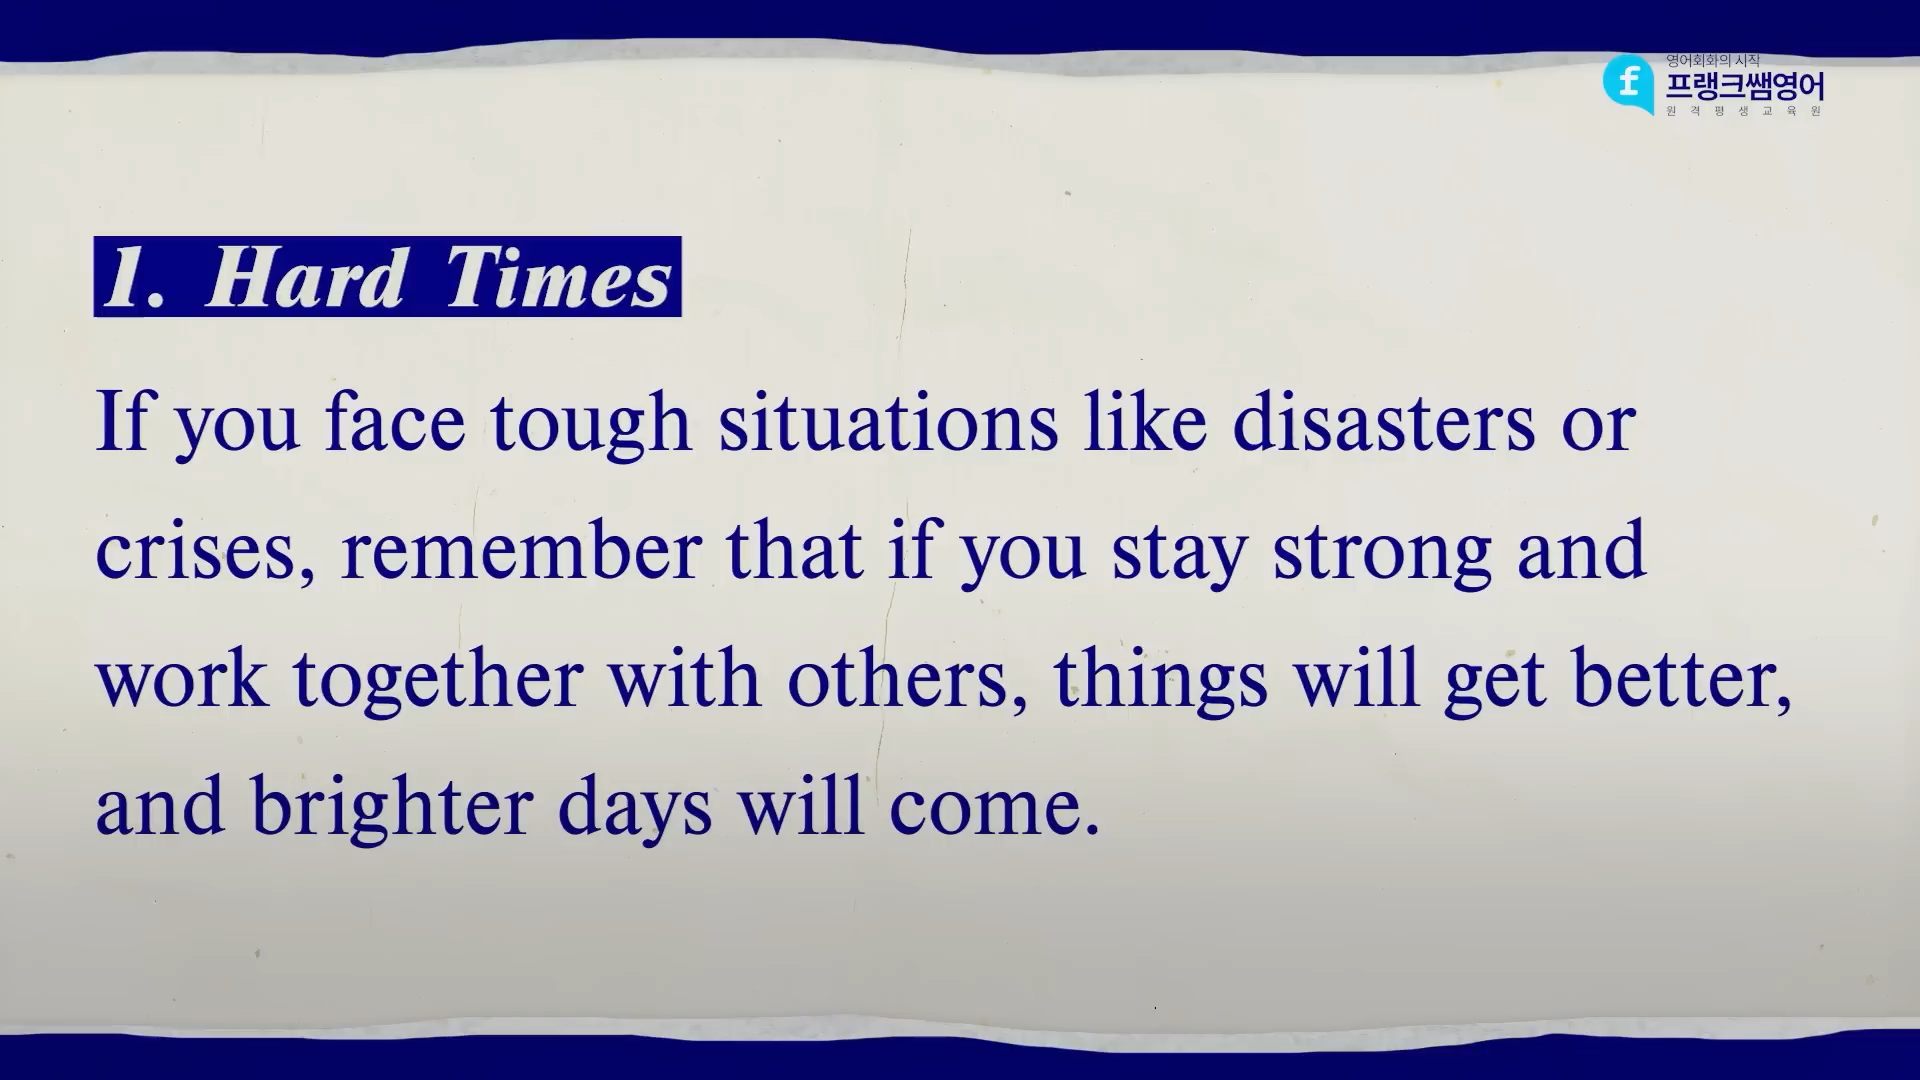 영어회화의 시작
프랭크쌤영어
원격평생교육원
1. Hard Times
If you face tough situations like disasters or
crises, remember that if you stay strong and
work together with others, things will get better,
and brighter days will come.